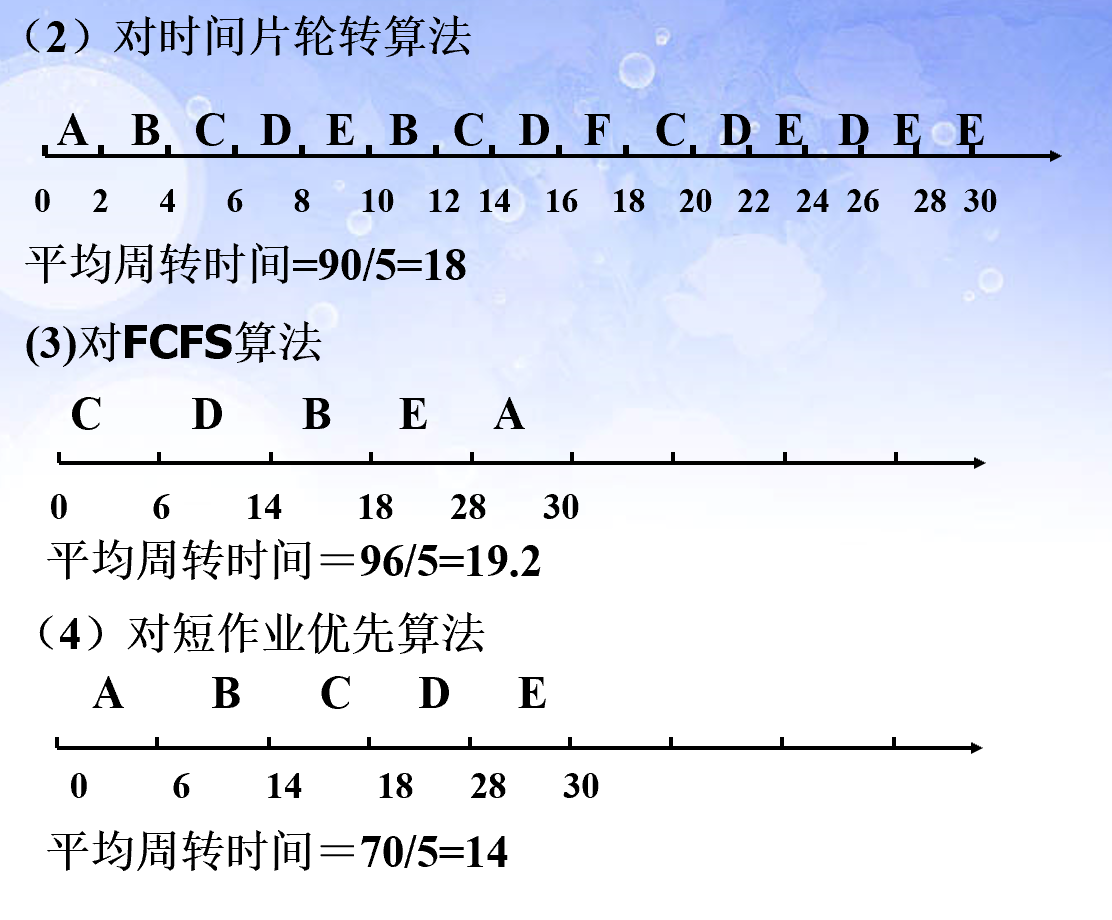 （2）对时间片轮转算法
A B C D E B C D F C D E D E E
0 2 4 6 8 10 12 14 16 18 20 22 24 26 28 30
平均周转时间=90/5=18
(3)对FCFS算法
C D B E A
0 6 14 18 28 30
平均周转时间＝96/5=19.2
（4）对短作业优先算法
A B C D E
0 6 14 18 28 30
平均周转时间＝70/5=14